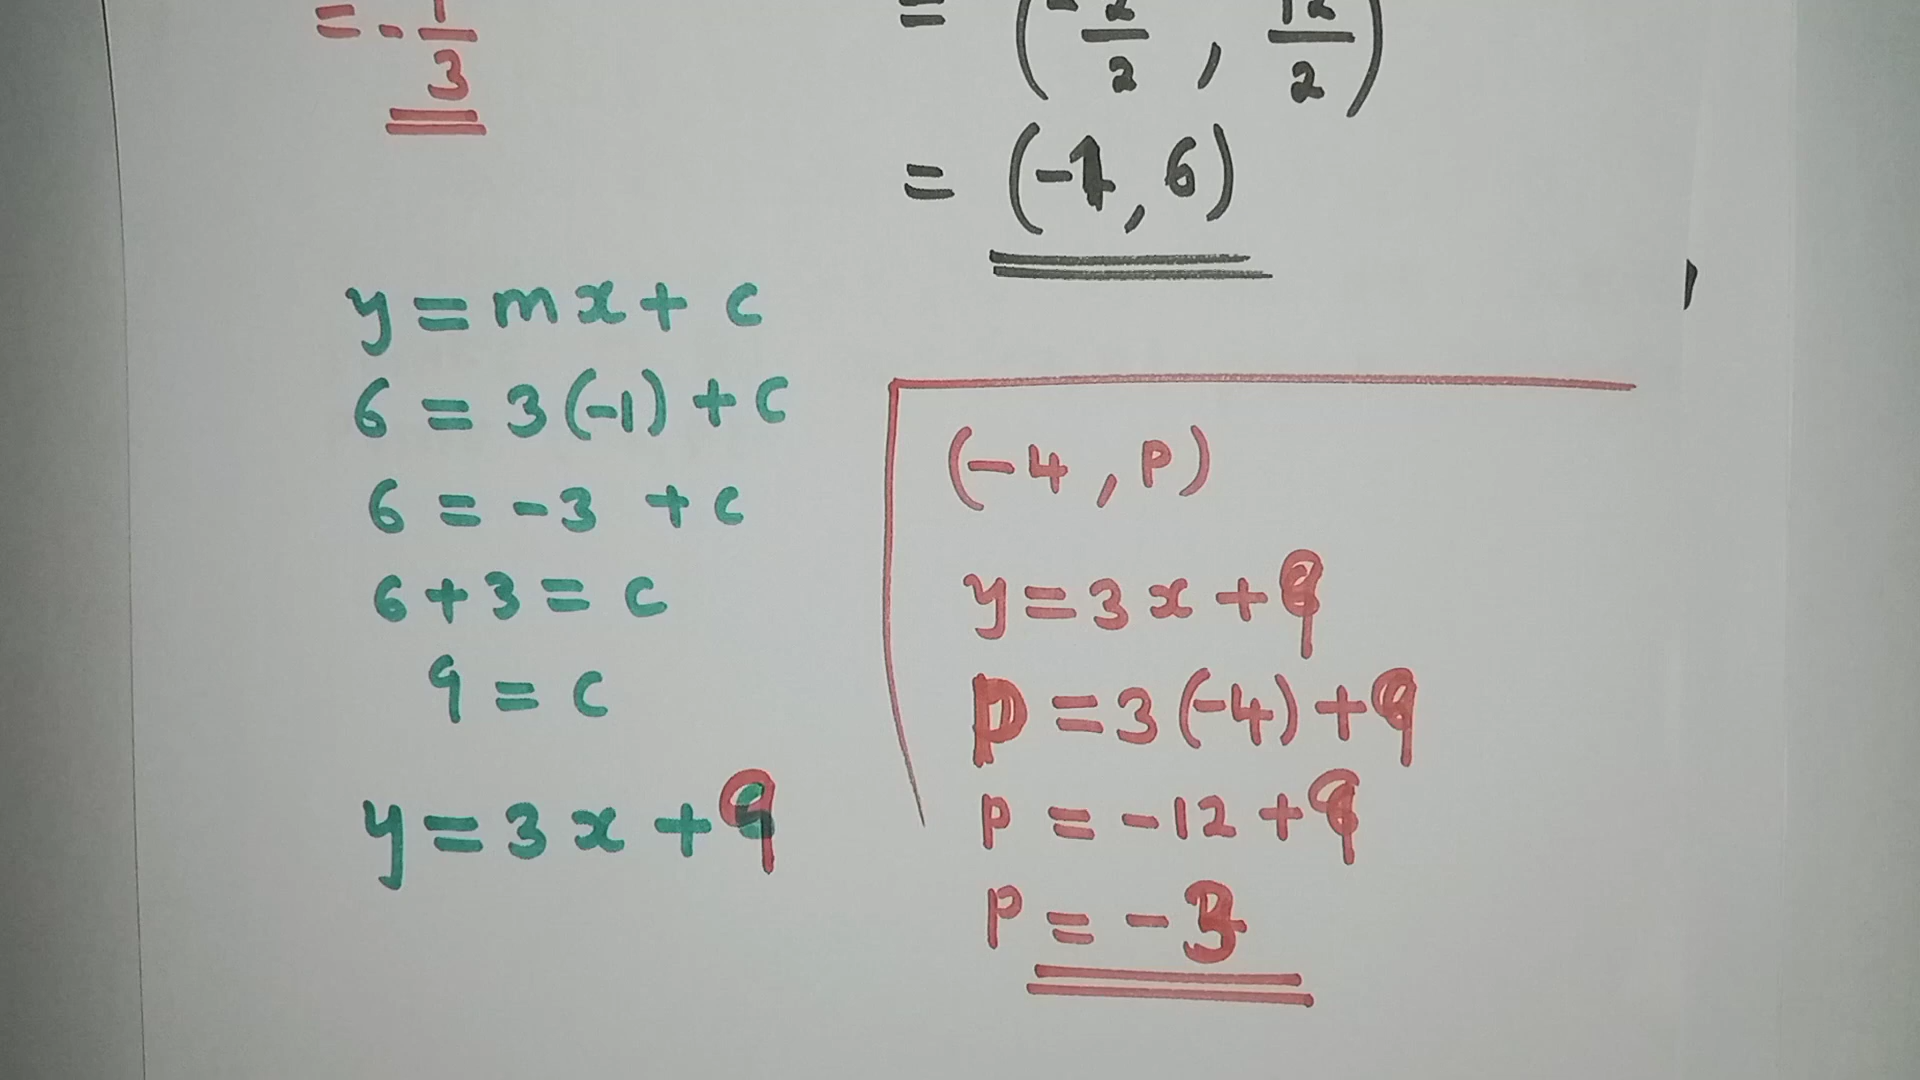 = - 1/3
= (-2/2 , 12/2)
= (-1, 6)
y = mx + c
6 = 3(-1) + c
6 = -3 + c
6 + 3 = c
9 = c
y = 3x + 9
(-4, P)
y = 3x + 9
P = 3(-4) + 9
P = -12 + 9
P = -3